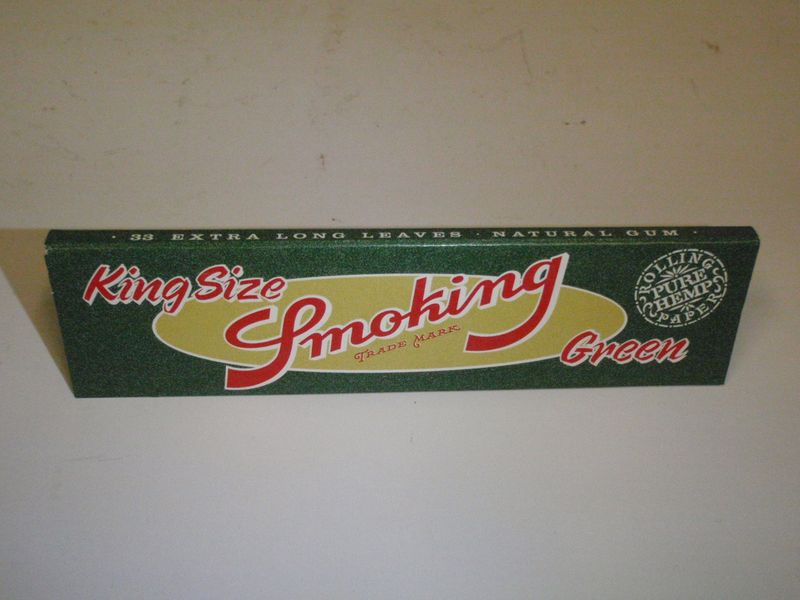 · 33 EXTRA LONG LEAVES · NATURAL GUM ·
King Size
Smoking
TRADE MARK
Green
ROLLING
PURE
HEMP
PAPER